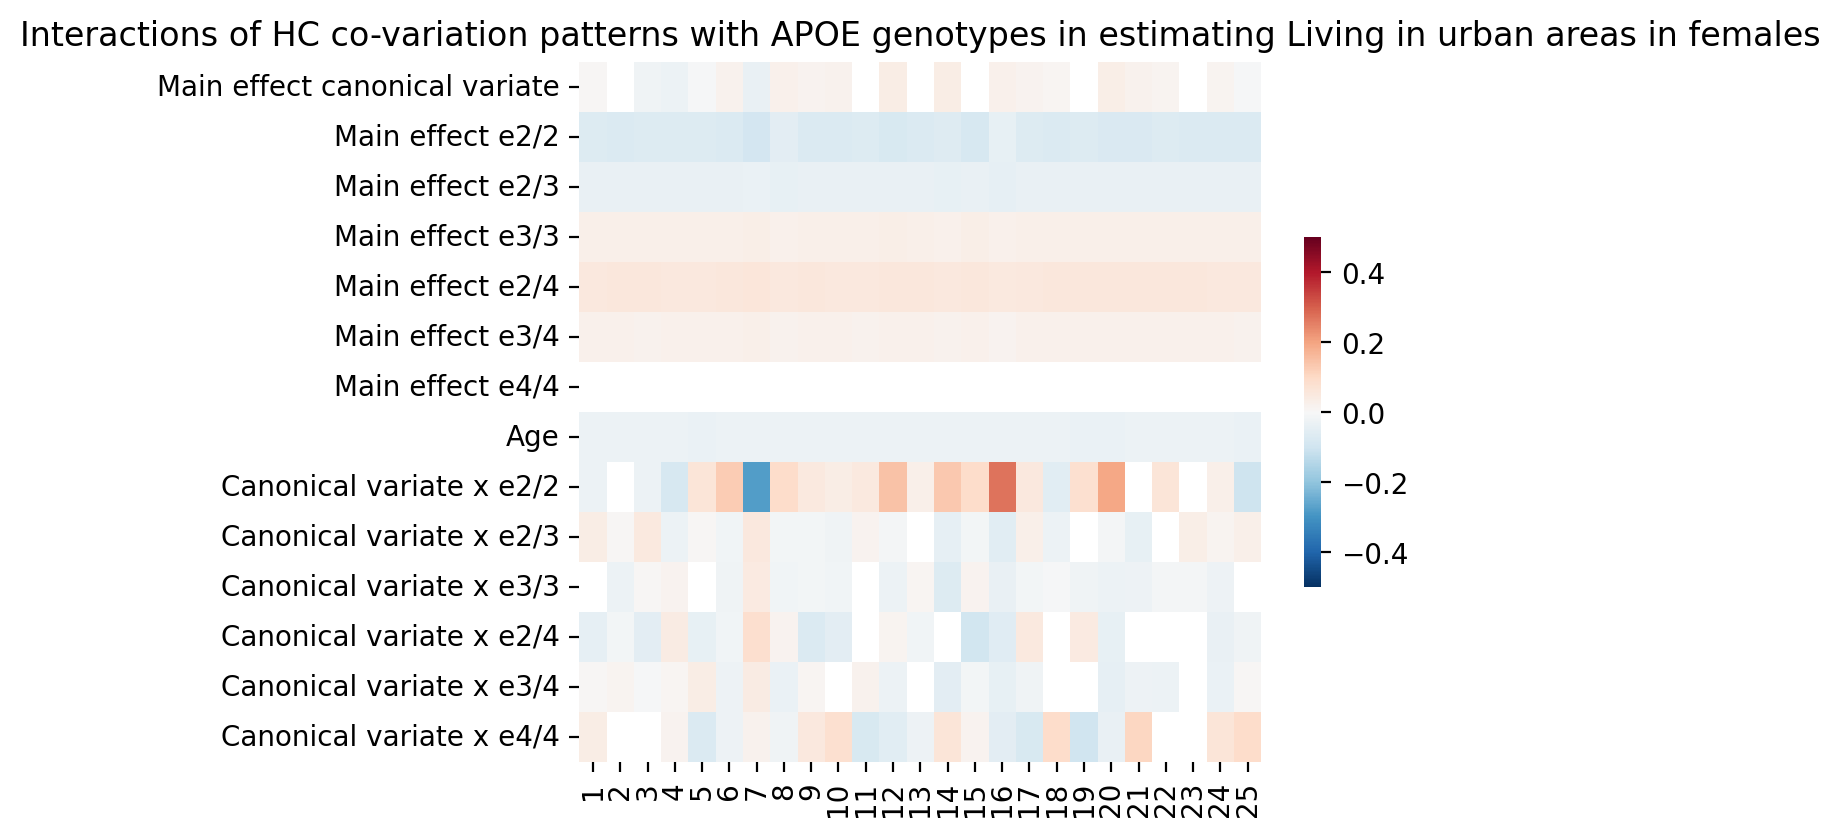 Interactions of HC co-variation patterns with APOE genotypes in estimating Living in urban areas in females
Main effect canonical variate
Main effect e2/2
Main effect e2/3
Main effect e3/3
Main effect e2/4
Main effect e3/4
Main effect e4/4
Age
Canonical variate x e2/2
Canonical variate x e2/3
Canonical variate x e3/3
Canonical variate x e2/4
Canonical variate x e3/4
Canonical variate x e4/4
1 2 3 4 5 6 7 8 9 10 11 12 13 14 15 16 17 18 19 20 21 22 23 24 25
0.4
0.2
0.0
−0.2
−0.4